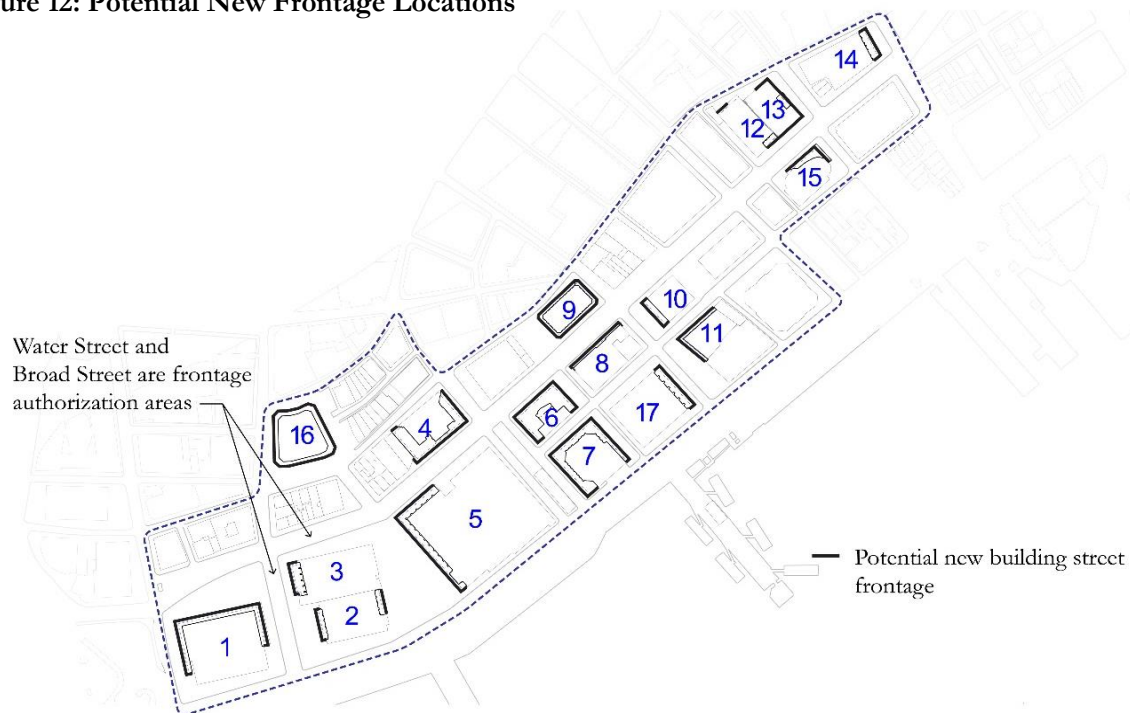 ure 12: Potential New Frontage Locations
14
13
12
15
10
9
11
8
Water Street and
Broad Street are frontage
authorization areas
17
6
4
16
7
5
Potential new building street
frontage
3
2
1